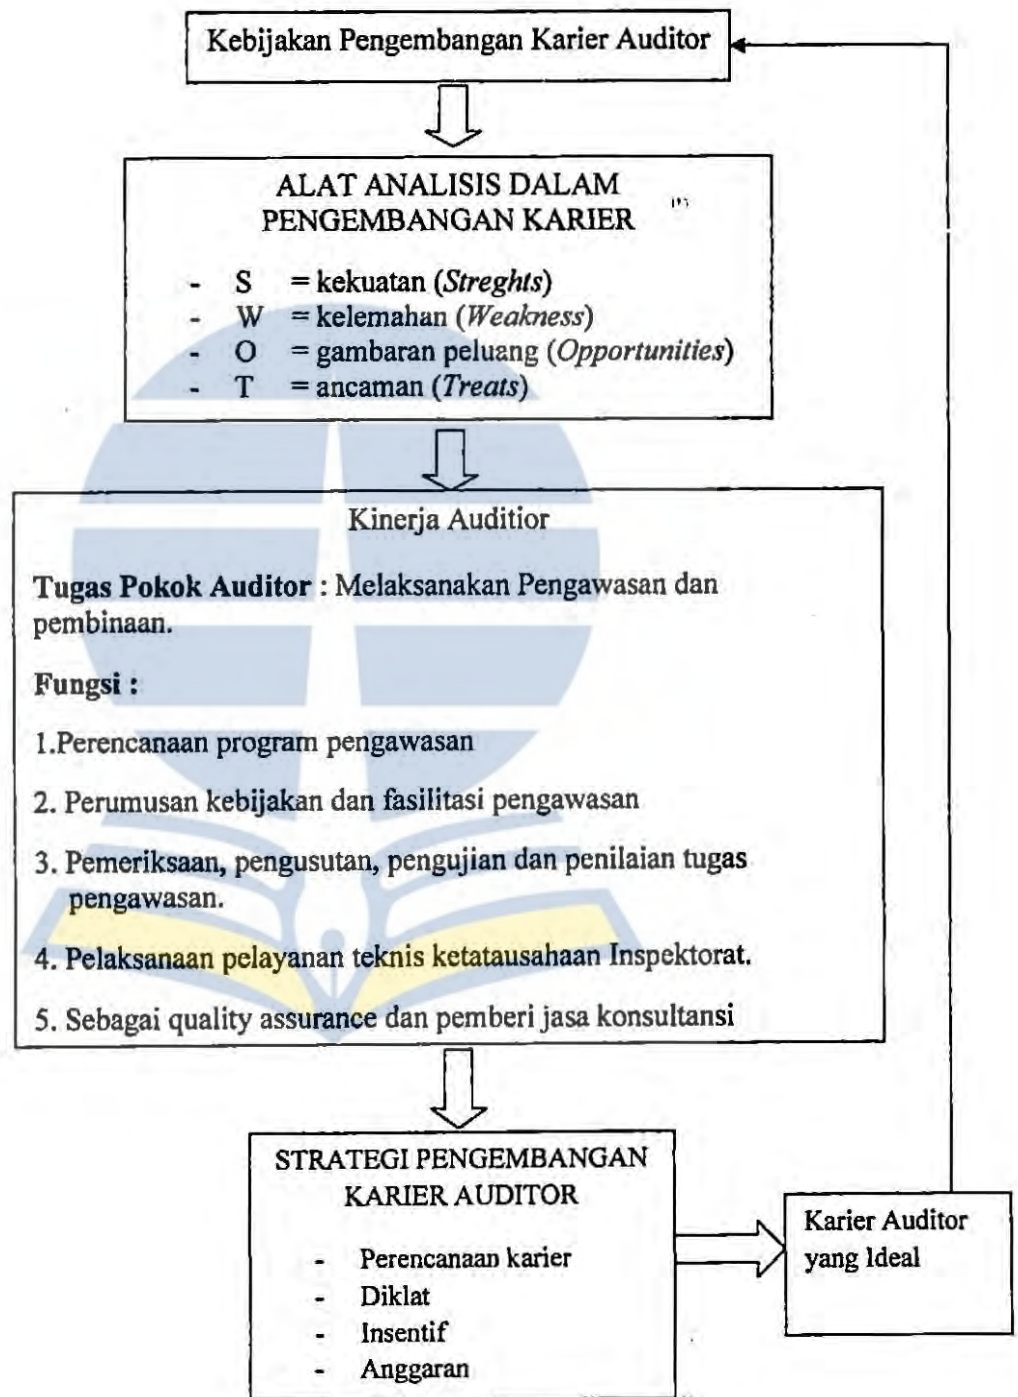 Kebijakan Pengembangan Karier Auditor
ALAT ANALISIS DALAM
PENGEMBANGAN KARIER
- S = kekuatan (Streghts)
- W = kelemahan (Weakness)
- O = gambaran peluang (Opportunities)
- T = ancaman (Treats)
Kinerja Auditior
Tugas Pokok Auditor : Melaksanakan Pengawasan dan
pembinaan.
Fungsi :
1.Perencanaan program pengawasan
2. Perumusan kebijakan dan fasilitasi pengawasan
3. Pemeriksaan, pengusutan, pengujian dan penilaian tugas
pengawasan.
4. Pelaksanaan pelayanan teknis ketatausahaan Inspektorat.
5. Sebagai quality assurance dan pemberi jasa konsultansi
STRATEGI PENGEMBANGAN
KARIER AUDITOR
- Perencanaan karier
- Diklat
- Insentif
- Anggaran
Karier Auditor
yang Ideal